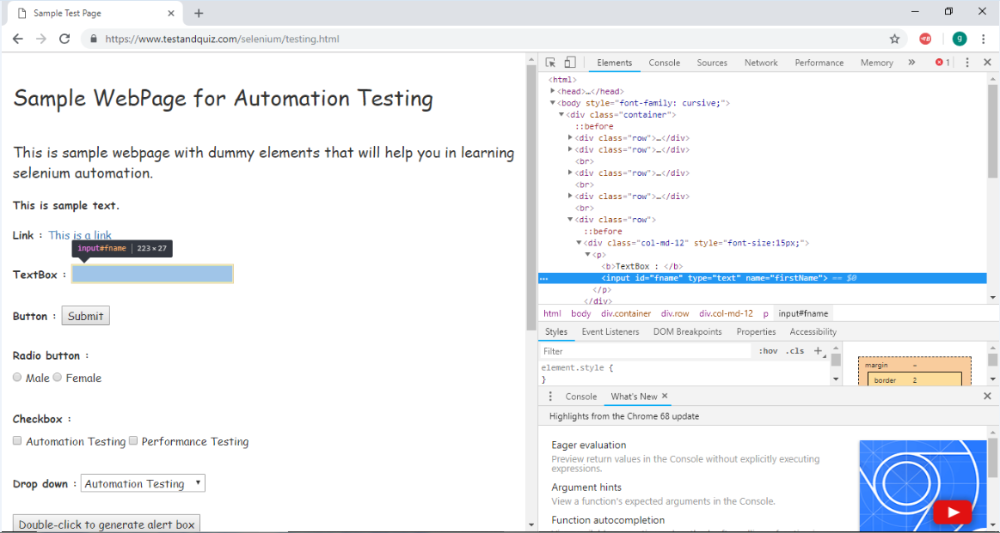 Sample Test Page
https://www.testandquiz.com/selenium/testing.html
Sample WebPage for Automation Testing
This is sample webpage with dummy elements that will help you in learning
selenium automation.
This is sample text.
Link : This is a link
input#fname | 223 × 27
TextBox :
Button : Submit
Radio button :
Male Female
Checkbox :
Automation Testing Performance Testing
Drop down : Automation Testing
Double-click to generate alert box
g
Elements Console Sources Network Performance Memory » 1
<html>
<head>…</head>
<body style="font-family: cursive;">
<div class="container">
::before
<div class="row">…</div>
<div class="row">…</div>
<br>
<div class="row">…</div>
<br>
<div class="row">…</div>
<br>
<div class="row">
::before
<div class="col-md-12" style="font-size:15px;">
<p>
<b>TextBox : </b>
<input id="fname" type="text" name="firstName"> == $0
</p>
</div>
html body div.container div.row div.col-md-12 p input#fname
Styles Event Listeners DOM Breakpoints Properties Accessibility
Filter :hov .cls +
element.style {
}
margin –
border 2
Console What's New
Highlights from the Chrome 68 update
Eager evaluation
Preview return values in the Console without explicitly executing
expressions.
Argument hints
View a function's expected arguments in the Console.
Function autocompletion